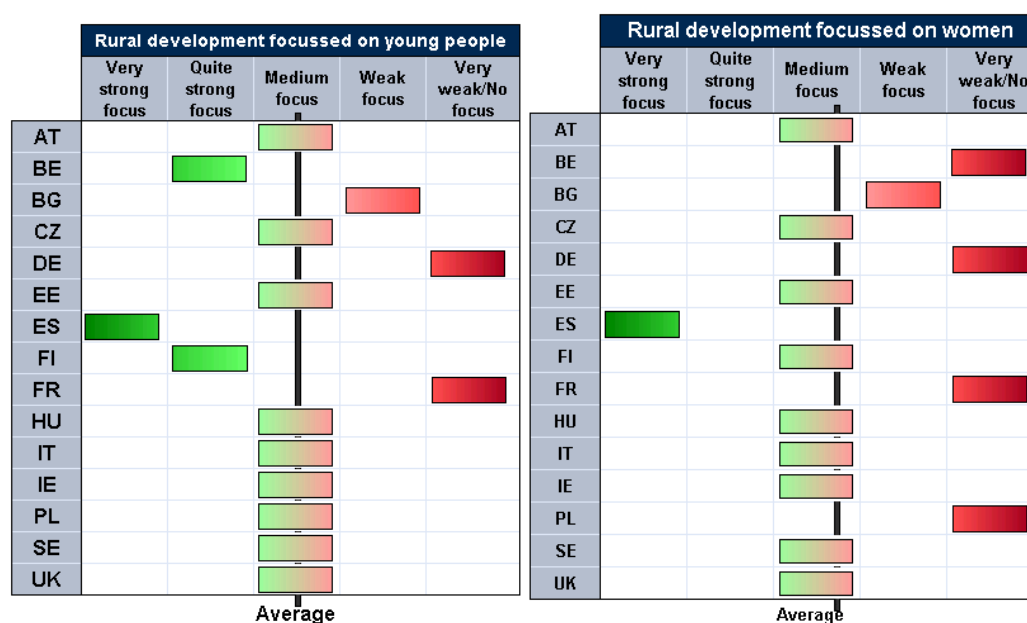 Rural development focussed on young people
Very strong focus
Quite strong focus
Medium focus
Weak focus
Very weak/No focus
AT
BE
BG
CZ
DE
EE
ES
FI
FR
HU
IT
IE
PL
SE
UK
Average
Rural development focussed on women
Very strong focus
Quite strong focus
Medium focus
Weak focus
Very weak/No focus
AT
BE
BG
CZ
DE
EE
ES
FI
FR
HU
IT
IE
PL
SE
UK
Average